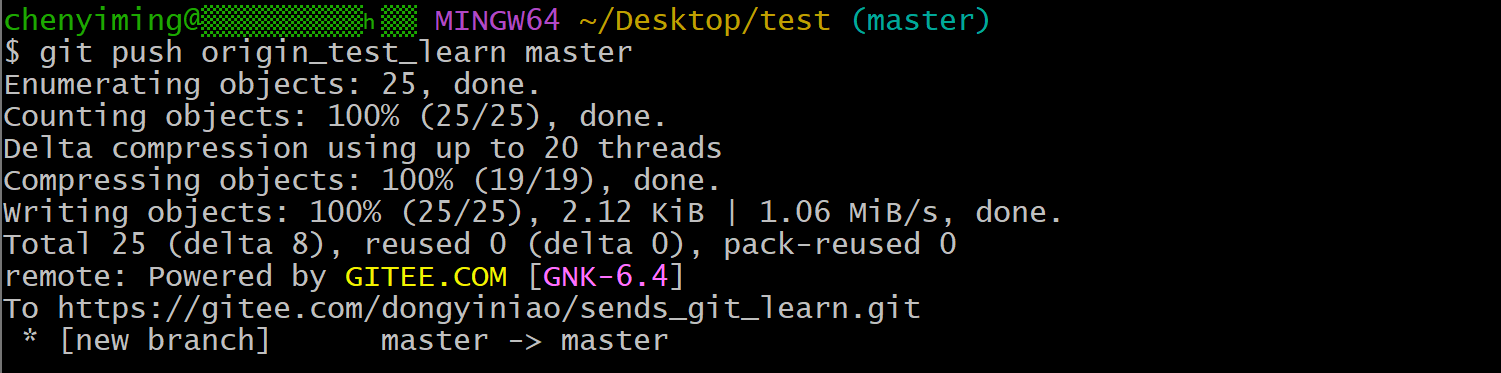 chenyiming@ MINGW64 ~/Desktop/test (master)
$ git push origin_test_learn master
Enumerating objects: 25, done.
Counting objects: 100% (25/25), done.
Delta compression using up to 20 threads
Compressing objects: 100% (19/19), done.
Writing objects: 100% (25/25), 2.12 KiB | 1.06 MiB/s, done.
Total 25 (delta 8), reused 0 (delta 0), pack-reused 0
remote: Powered by GITEE.COM [GNK-6.4]
To https://gitee.com/dongyiniao/sends_git_learn.git
 * [new branch]      master -> master